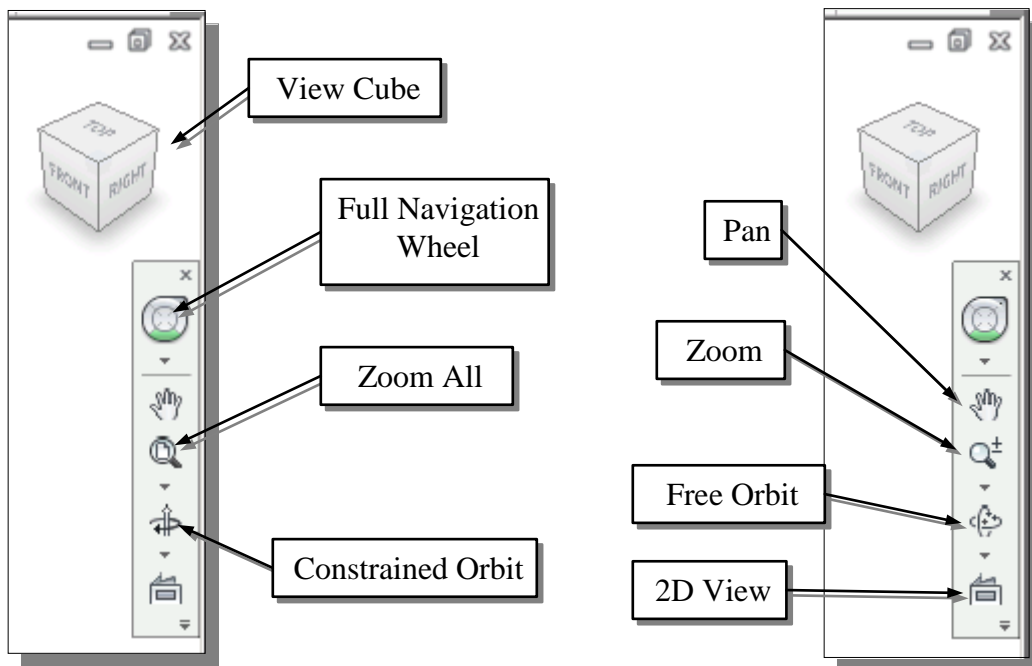 View Cube
TOP
FRONT
RIGHT
Full Navigation
Wheel
Zoom All
Constrained Orbit
TOP
FRONT
RIGHT
Pan
Zoom
Free Orbit
2D View